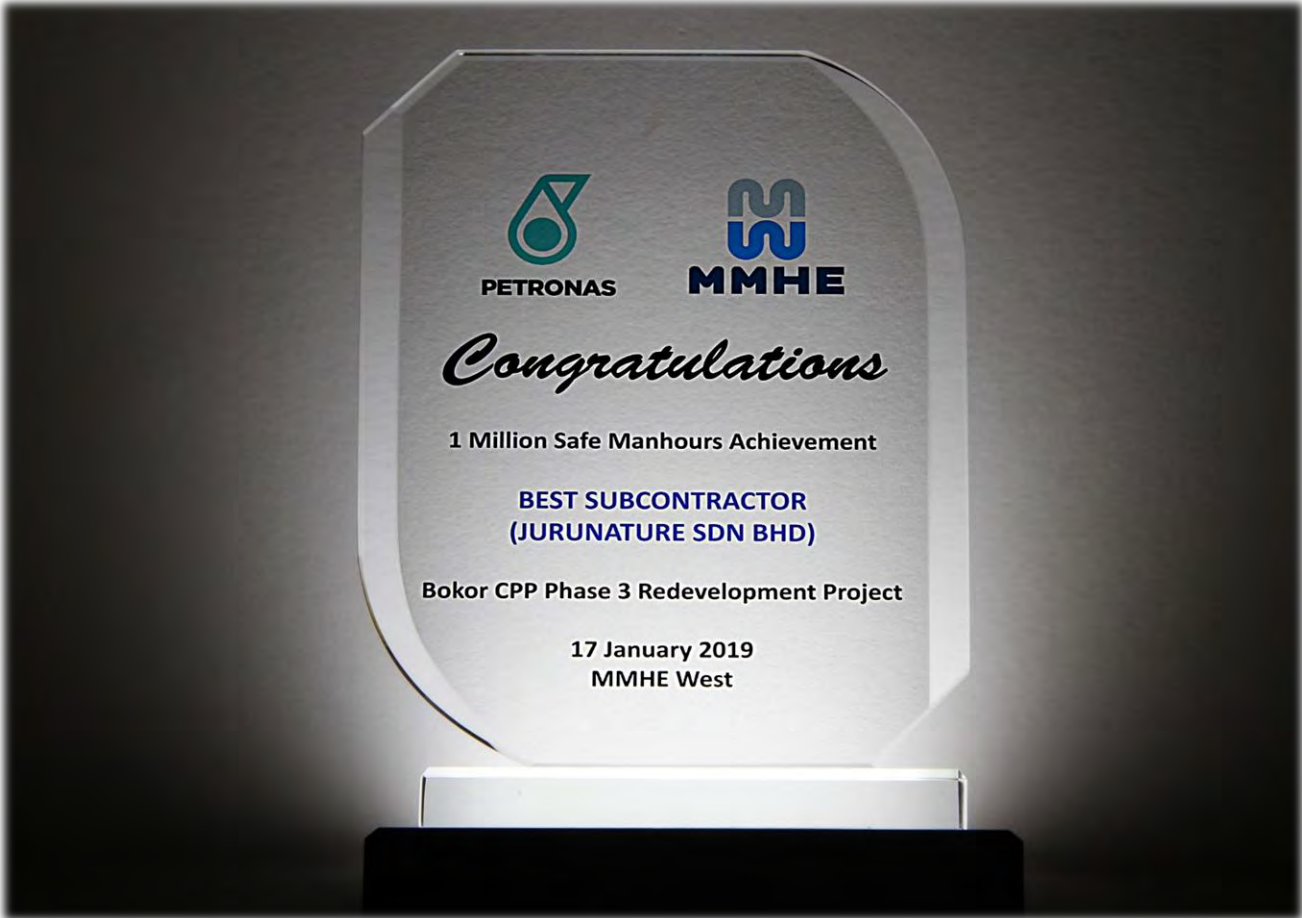 PETRONAS
MMHE
Congratulations
1 Million Safe Manhours Achievement
BEST SUBCONTRACTOR
(JURUNATURE SDN BHD)
Bokor CPP Phase 3 Redevelopment Project
17 January 2019
MMHE West